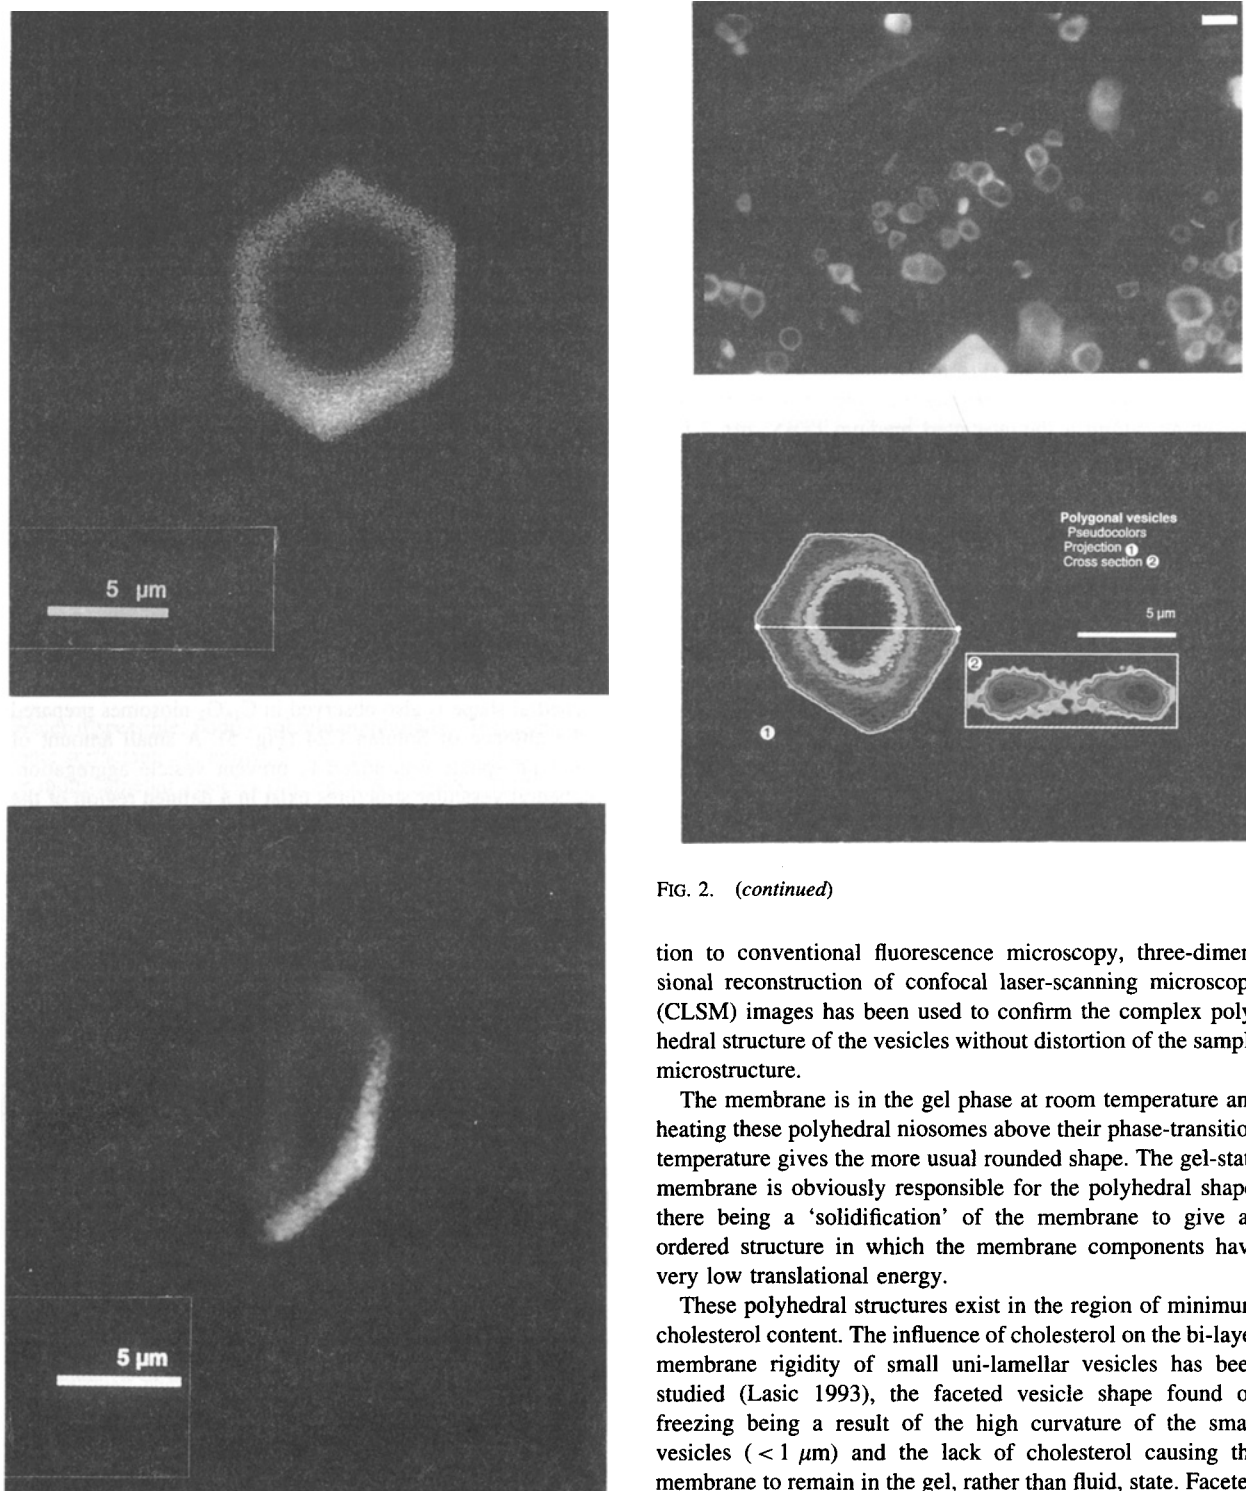 5 μm
5 μm
Polygonal vesicles
Pseudocolors
Projection 1
Cross section 2
5 μm
2
1
FIG. 2. (continued)
tion to conventional fluorescence microscopy, three-dimen
sional reconstruction of confocal laser-scanning microscop
(CLSM) images has been used to confirm the complex poly
hedral structure of the vesicles without distortion of the sampl
microstructure.
The membrane is in the gel phase at room temperature an
heating these polyhedral niosomes above their phase-transitio
temperature gives the more usual rounded shape. The gel-stat
membrane is obviously responsible for the polyhedral shape
there being a ‘solidification’ of the membrane to give a
ordered structure in which the membrane components hav
very low translational energy.
These polyhedral structures exist in the region of minimum
cholesterol content. The influence of cholesterol on the bi-laye
membrane rigidity of small uni-lamellar vesicles has bee
studied (Lasic 1993), the faceted vesicle shape found o
freezing being a result of the high curvature of the sma
vesicles (< 1 μm) and the lack of cholesterol causing th
membrane to remain in the gel, rather than fluid, state. Facete